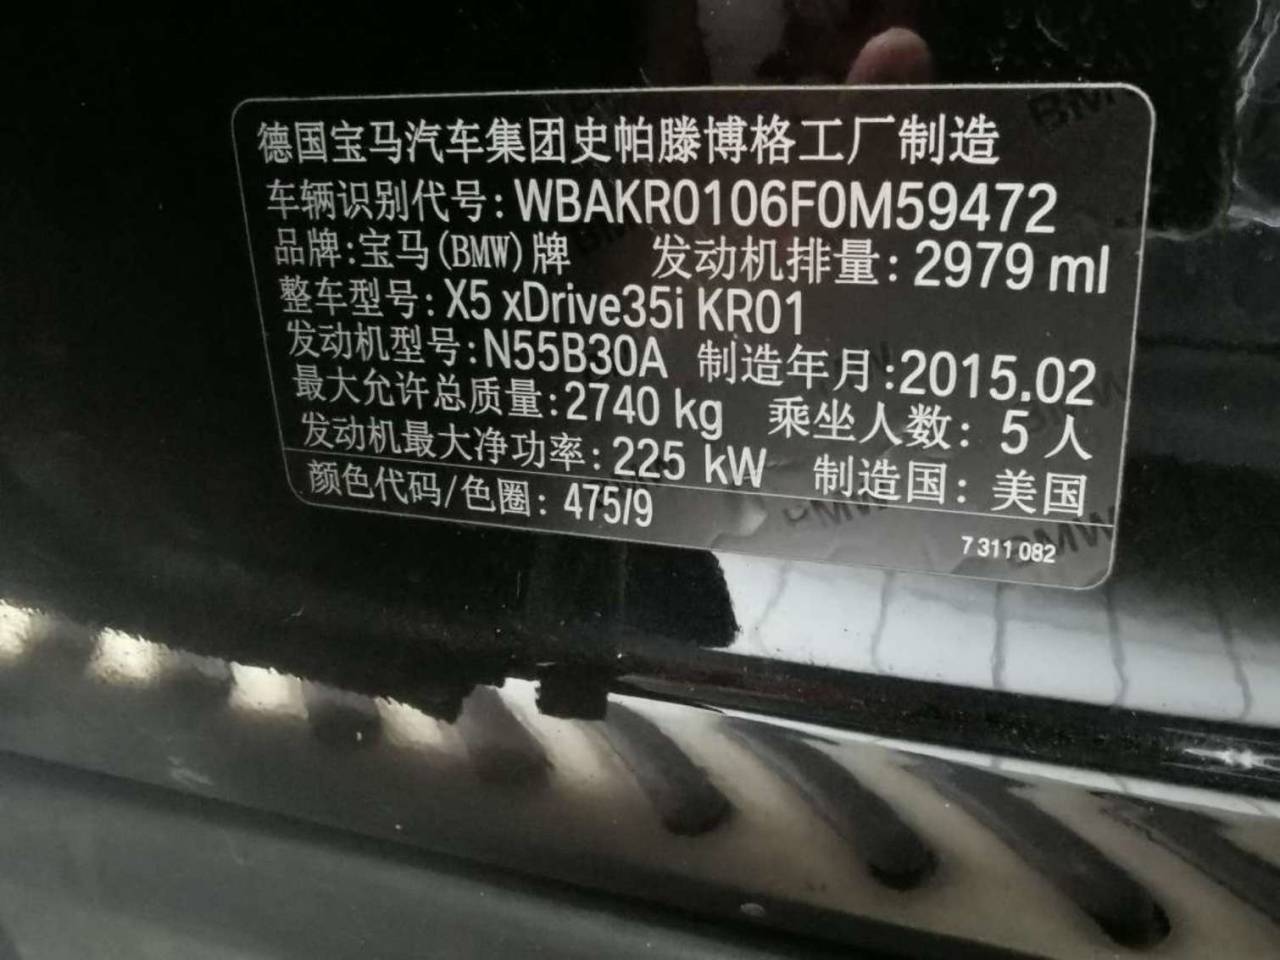 德国宝马汽车集团史帕滕博格工厂制造
车辆识别代号: WBAKR0106F0M59472
品牌:宝马(BMW)牌 发动机排量: 2979 ml
整车型号: X5 xDrive35i KR01
发动机型号: N55B30A 制造年月:2015.02
最大允许总质量: 2740 kg 乘坐人数: 5 人
发动机最大净功率: 225 kW 制造国: 美国
颜色代码/色圈: 475/9
7 311 082